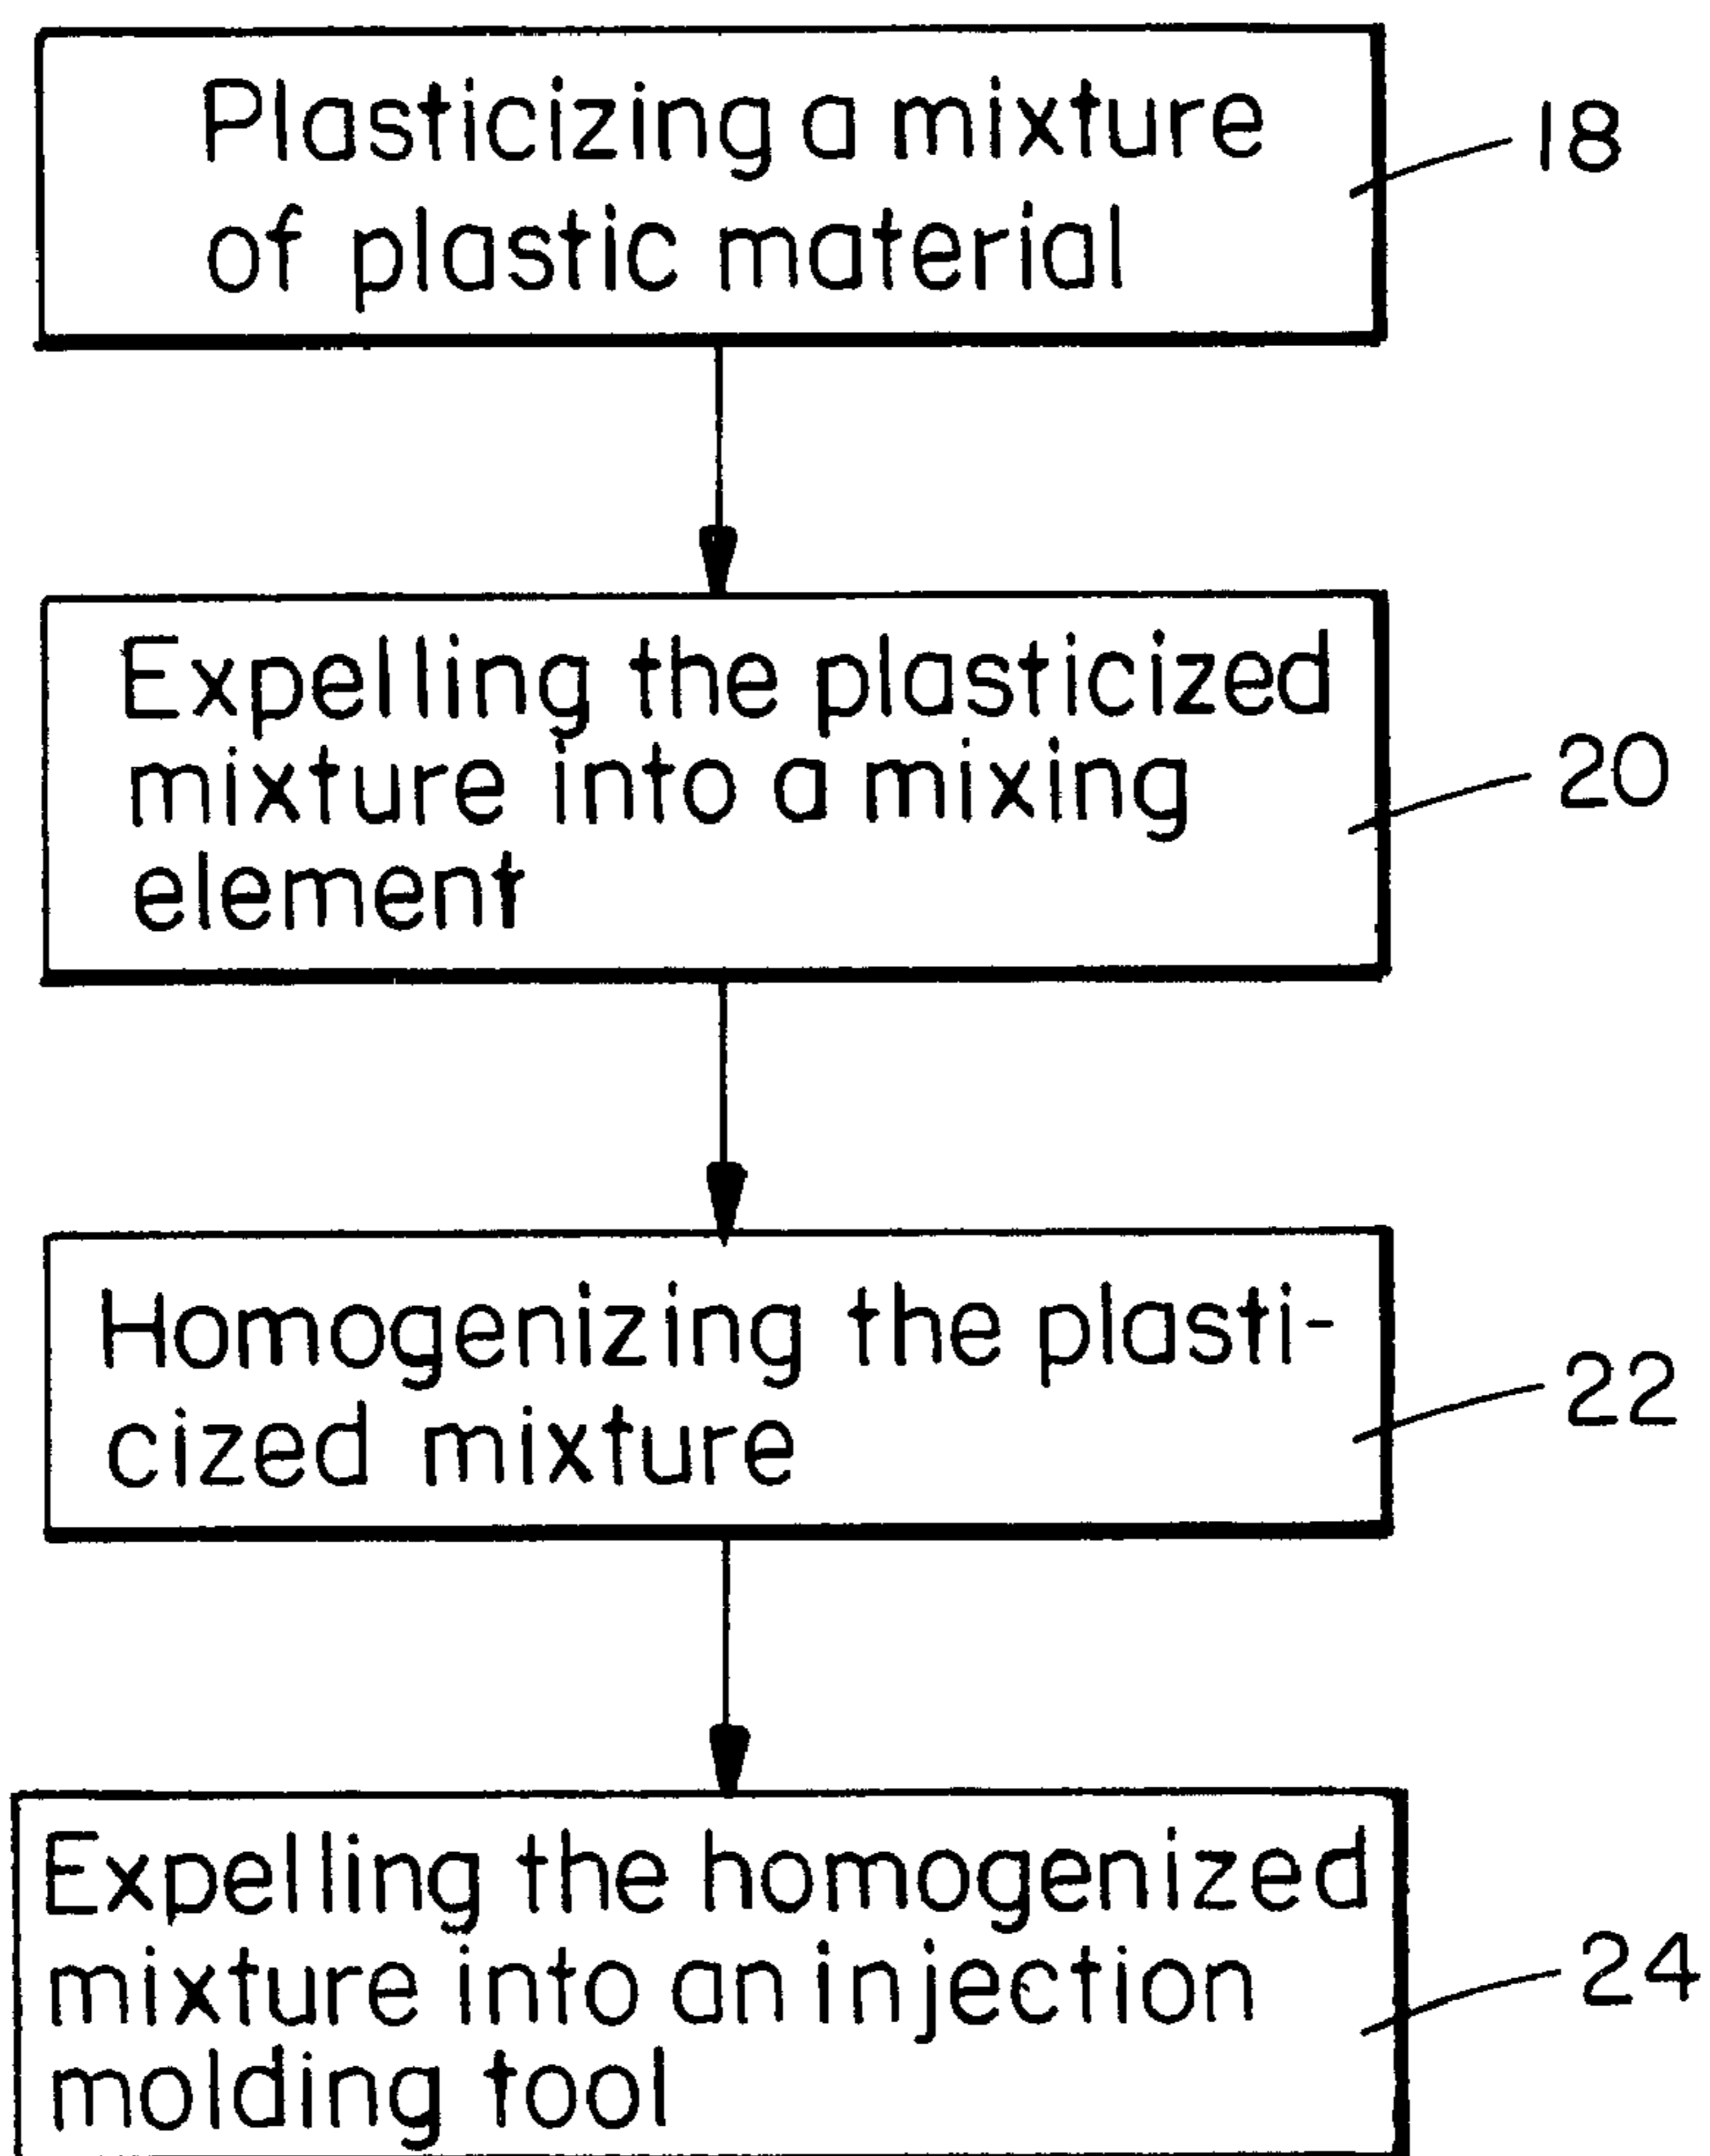 Plasticizing a mixture
of plastic material
18
Expelling the plasticized
mixture into a mixing
element
20
Homogenizing the plasti-
cized mixture
22
Expelling the homogenized
mixture into an injection
molding tool
24